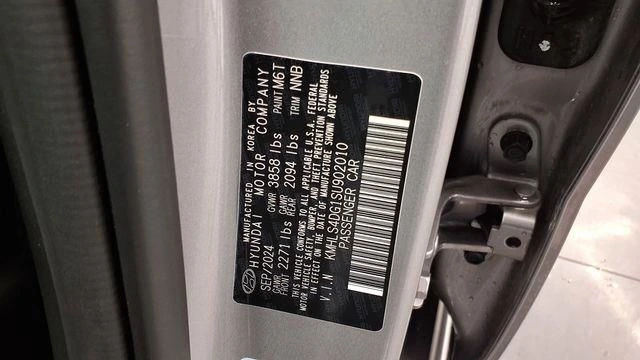 MANUFACTURED IN KOREA BY
HYUNDAI MOTOR COMPANY
SEP/2024 GVWR 3858 lbs PAINT M6T
GAWR FRONT 2271 lbs GAWR REAR 2094 lbs TRIM NNB
THIS VEHICLE CONFORMS TO ALL APPLICABLE U.S.A. FEDERAL
MOTOR VEHICLE SAFETY, BUMPER, AND THEFT PREVENTION STANDARDS
IN EFFECT ON THE DATE OF MANUFACTURE SHOWN ABOVE
V.I.N KMHLS4DG1SU902010
PASSENGER CAR